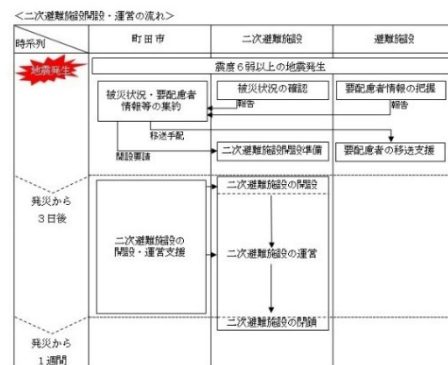 ＜二次避難施設開設・運営の流れ＞
時系列
町田市
二次避難施設
避難施設
地震発生
震度６弱以上の地震発生
被災状況・要配慮者
情報等の集約
被災状況の確認
要配慮者情報の把握
報告
報告
移送手配
開設要請
二次避難施設開設準備
要配慮者の移送支援
発災から
３日後
二次避難施設の開設
二次避難施設の
開設・運営支援
二次避難施設の運営
二次避難施設の閉鎖
発災から
１週間